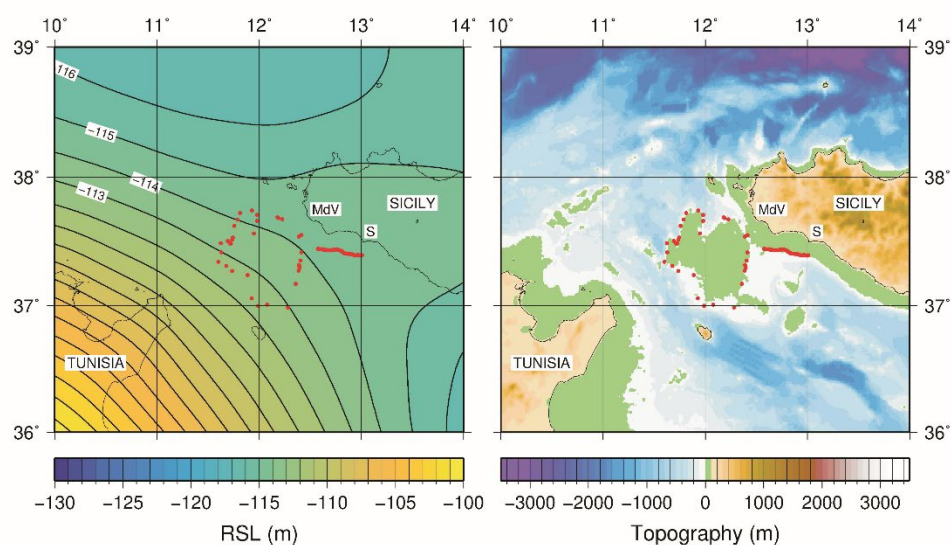 10˚ 11˚ 12˚ 13˚ 14˚ 10˚ 11˚ 12˚ 13˚ 14˚
39˚ 39˚
116
−115
38˚ 38˚
−114
−113
MdV SICILY MdV SICILY
S S
37˚ 37˚
TUNISIA TUNISIA
36˚ 36˚
−130 −125 −120 −115 −110 −105 −100 −3000 −2000 −1000 0 1000 2000 3000
RSL (m) Topography (m)